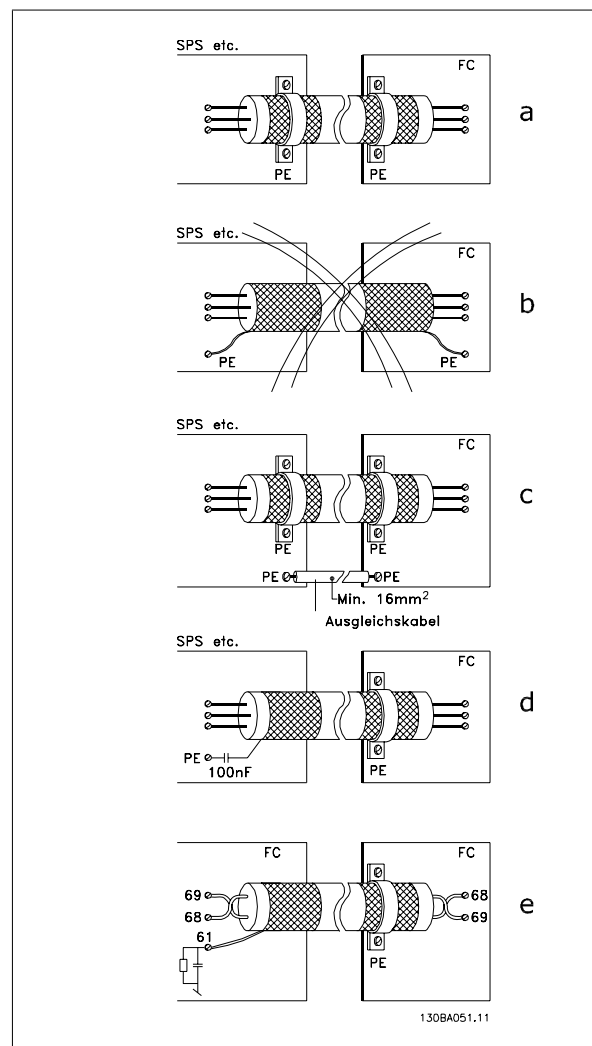 SPS etc.
FC
a
PE
PE
SPS etc.
FC
b
PE
PE
SPS etc.
FC
c
PE
PE
PE
PE
Min. 16mm²
Ausgleichskabel
SPS etc.
FC
d
PE
100nF
PE
FC
FC
69
68
68
69
e
61
PE
130BA051.11